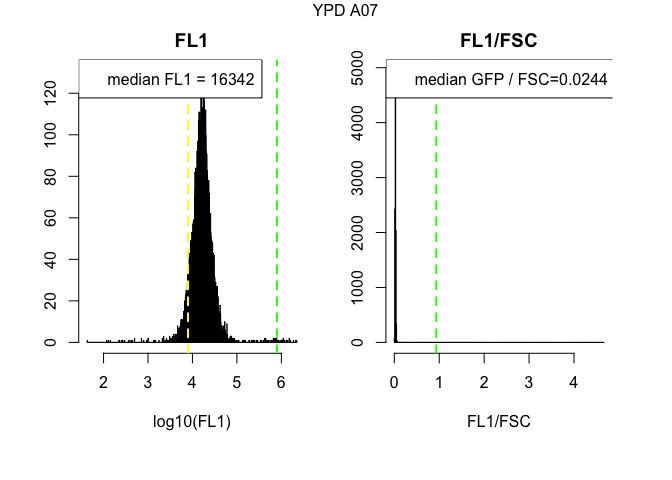 YPD A07
FL1
median FL1 = 16342
0 20 40 60 80 100 120
2 3 4 5 6
log10(FL1)
FL1/FSC
median GFP / FSC=0.0244
0 1000 2000 3000 4000 5000
0 1 2 3 4
FL1/FSC